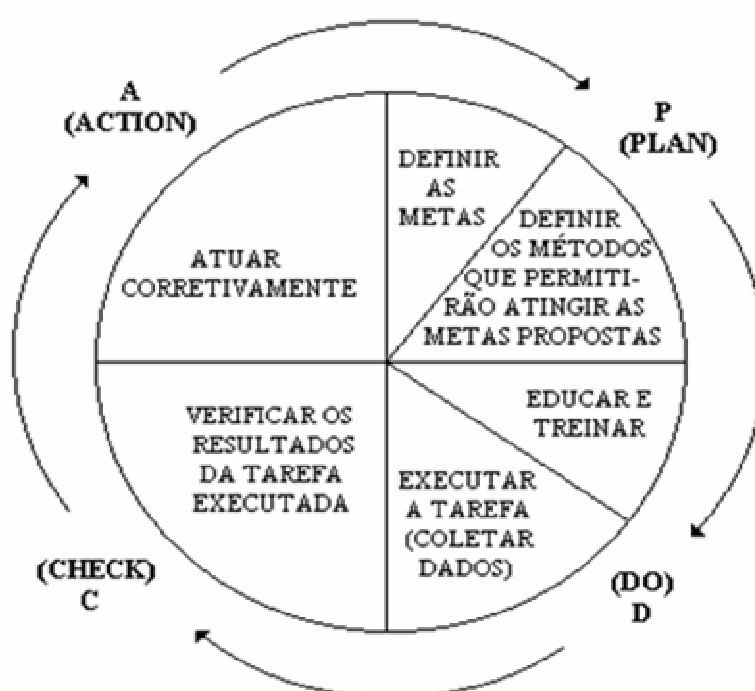 A
(ACTION)
P
(PLAN)
DEFINIR
AS
METAS
DEFINIR
OS MÉTODOS
QUE PERMITI-
RÃO ATINGIR AS
METAS PROPOSTAS
EDUCAR E
TREINAR
EXECUTAR
A TAREFA
(COLETAR
DADOS)
(DO)
D
VERIFICAR OS
RESULTADOS
DA TAREFA
EXECUTADA
(CHECK)
C
ATUAR
CORRETIVAMENTE